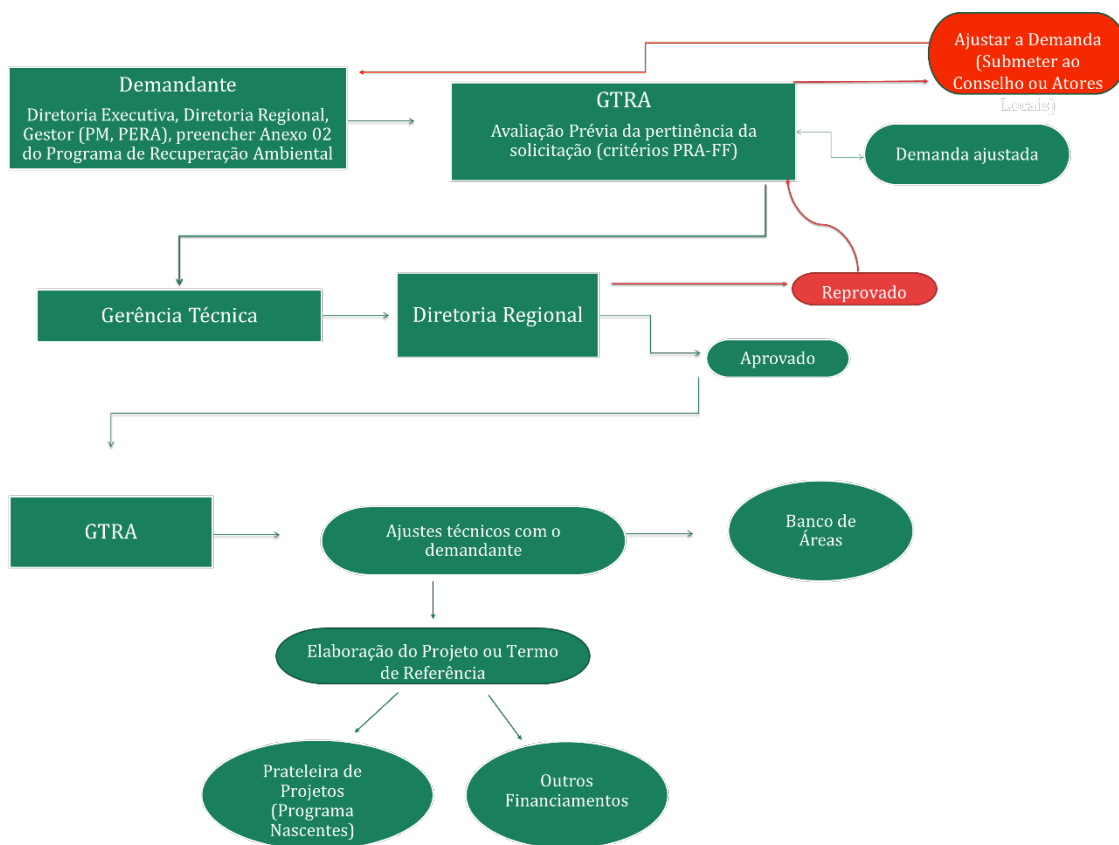 Ajustar a Demanda
(Submeter ao
Conselho ou Atores
Locais)
Demandante
Diretoria Executiva, Diretoria Regional,
Gestor (PM, PERA), preencher Anexo 02
do Programa de Recuperação Ambiental
GTRA
Avaliação Prévia da pertinência da
solicitação (critérios PRA-FF)
Demanda ajustada
Gerência Técnica
Diretoria Regional
Reprovado
Aprovado
GTRA
Ajustes técnicos com o
demandante
Banco de
Áreas
Elaboração do Projeto ou Termo
de Referência
Prateleira de
Projetos
(Programa
Nascentes)
Outros
Financiamentos